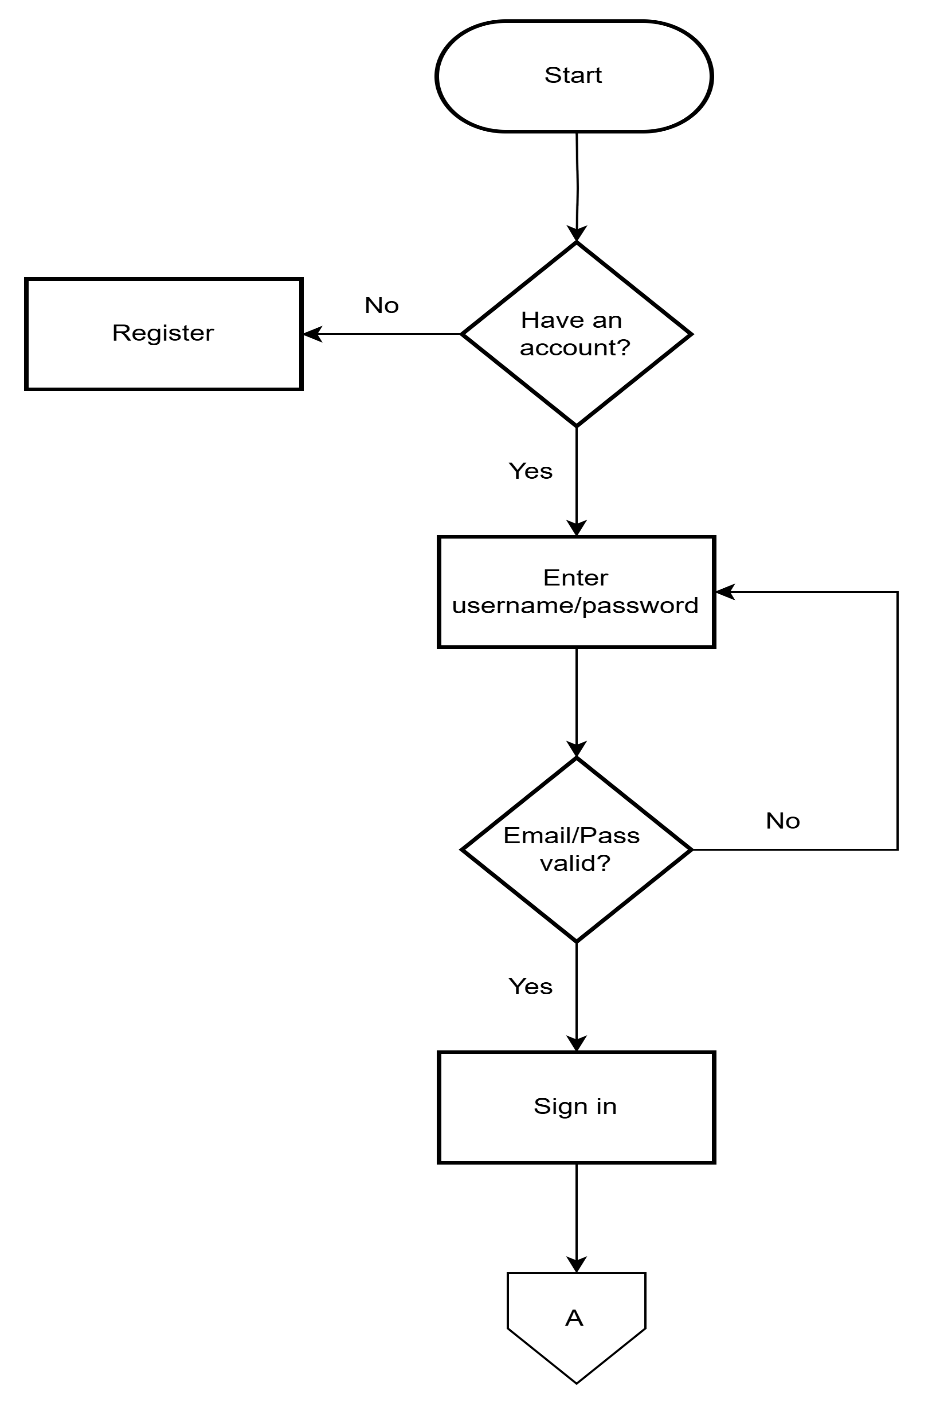 Start
No
Register
Have an
account?
Yes
Enter
username/password
Email/Pass
valid?
No
Yes
Sign in
A